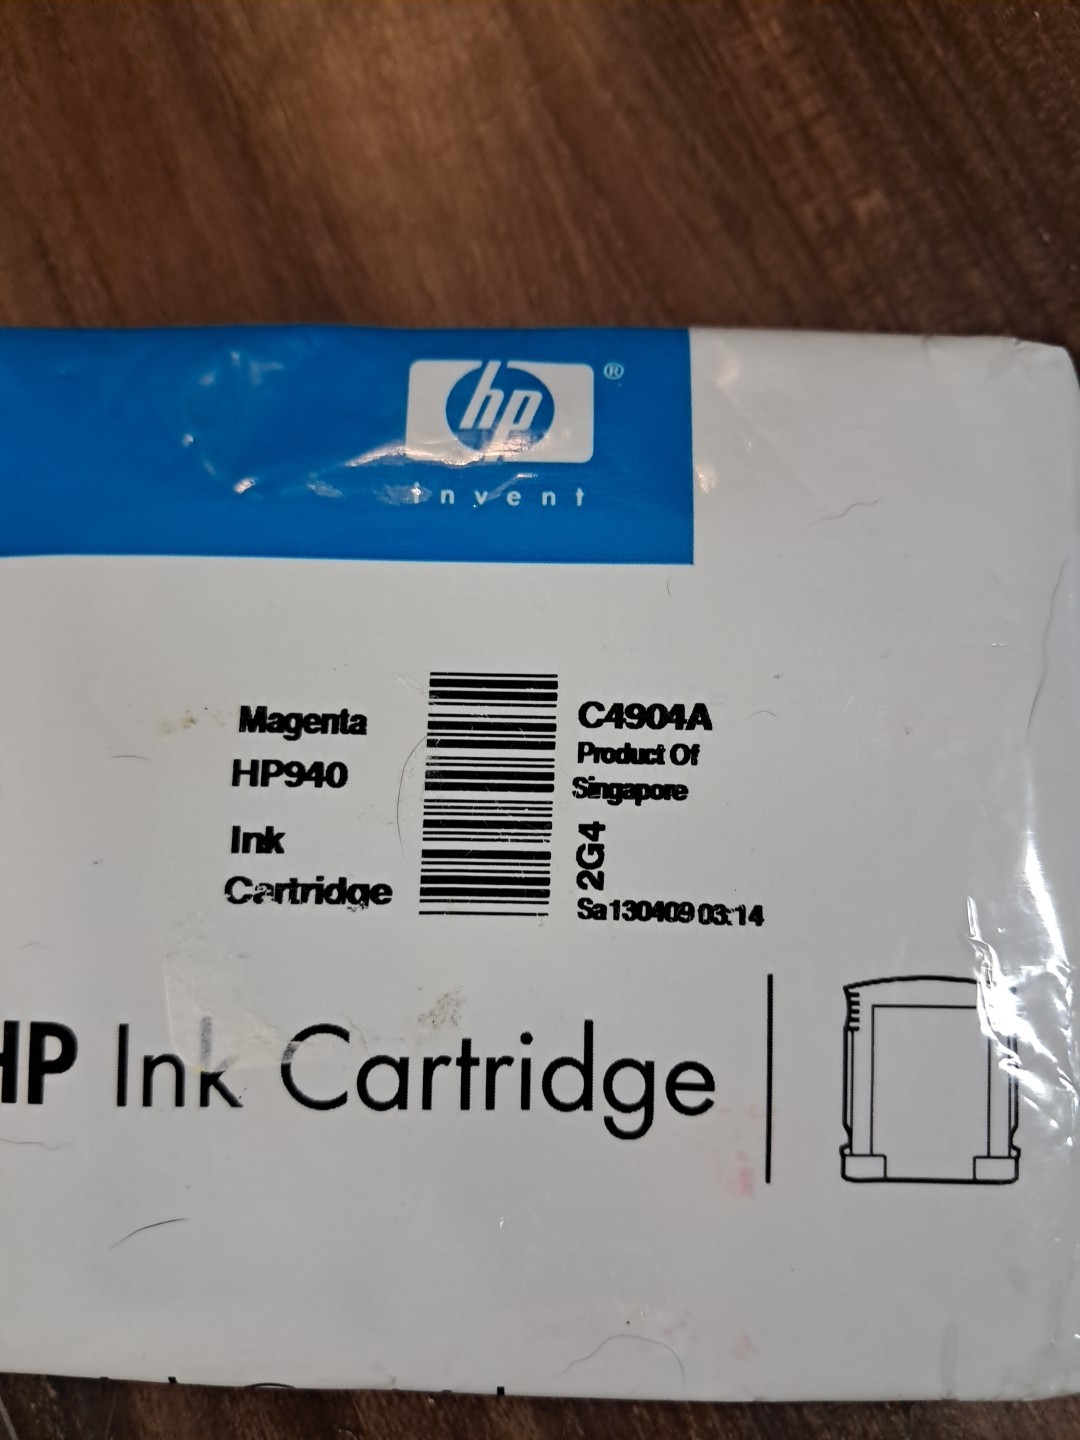 hp ®
invent
Magenta
HP940
Ink
Cartridge
C4904A
Product Of
Singapore
2G4
Sa130409 03:14
HP Ink Cartridge